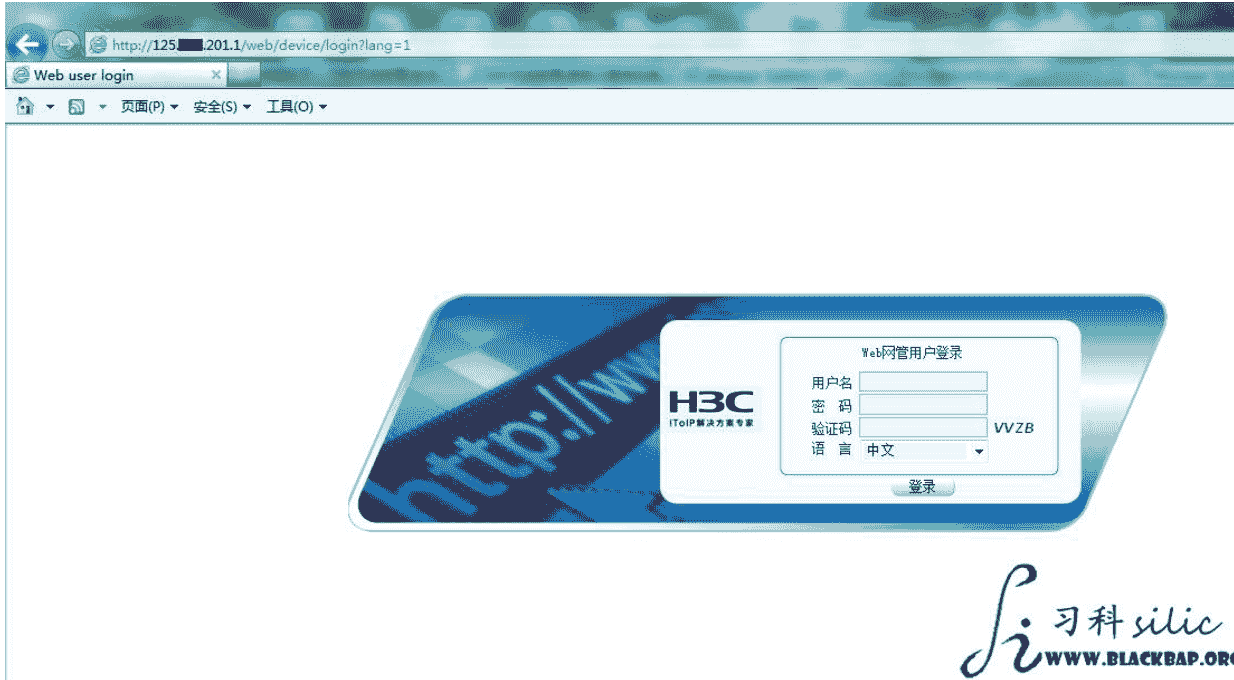 http://125.
.201.1/web/device/login?lang=1
Web user login
页面(P)
安全(S)
工具(O)
http://ww
H3C
IToIP解决方案专家
Web网管用户登录
用户名
密 码
验证码 VVZB
语 言 中文
登录
习科 silic
WWW.BLACKBAP.ORG